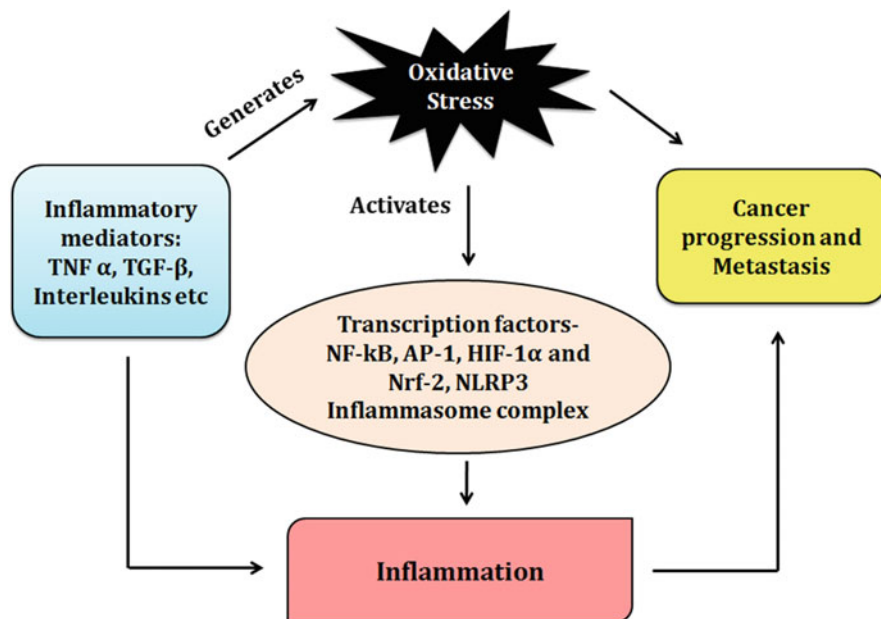 Oxidative
Stress
Generates
Activates
Inflammatory
mediators:
TNF α, TGF-β,
Interleukins etc
Cancer
progression and
Metastasis
Transcription factors-
NF-kB, AP-1, HIF-1α and
Nrf-2, NLRP3
Inflammasome complex
Inflammation